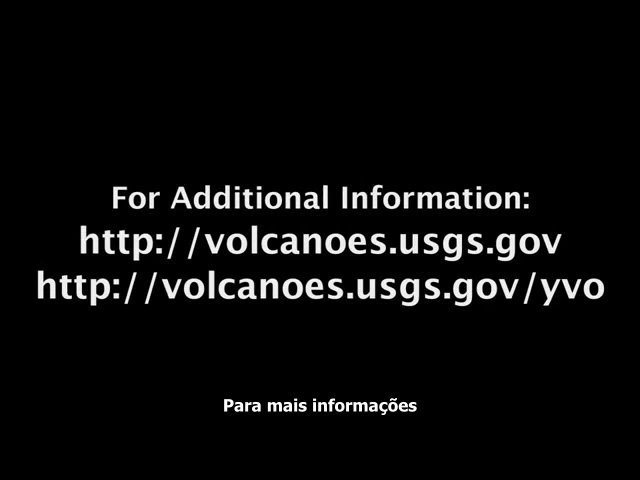 For Additional Information:
http://volcanoes.usgs.gov
http://volcanoes.usgs.gov/yvo
Para mais informações